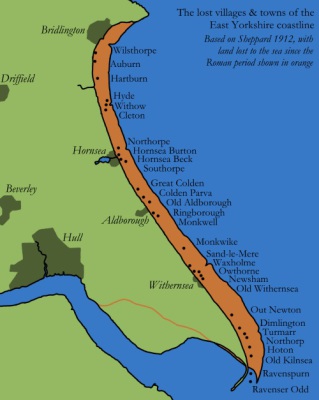 The lost villages & towns of the
East Yorkshire coastline
Based on Sheppard 1912, with
land lost to the sea since the
Roman period shown in orange
Bridlington
Wilsthorpe
Auburn
Driffield
Hartburn
Hyde
Withow
Cleton
Northorpe
Hornsea
Hornsea Burton
Hornsea Beck
Southorpe
Beverley
Great Colden
Colden Parva
Old Aldborough
Aldborough
Ringborough
Monkwell
Hull
Monkwike
Sand-le-Mere
Waxholme
Owthorne
Withernsea
Newsham
Old Withernsea
Out Newton
Dimlington
Turmarr
Northorp
Hoton
Old Kilnsea
Ravenspurn
Ravenser Odd